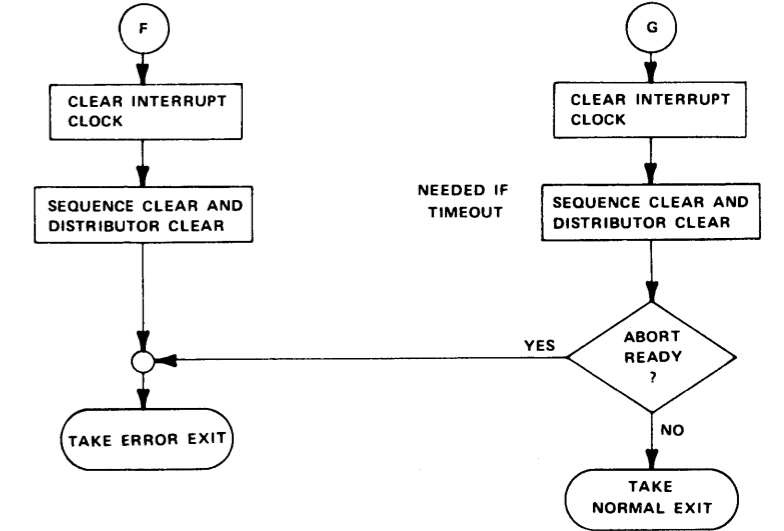 F
CLEAR INTERRUPT
CLOCK
SEQUENCE CLEAR AND
DISTRIBUTOR CLEAR
TAKE ERROR EXIT
G
CLEAR INTERRUPT
CLOCK
NEEDED IF
TIMEOUT
SEQUENCE CLEAR AND
DISTRIBUTOR CLEAR
ABORT
READY
?
YES
NO
TAKE
NORMAL EXIT